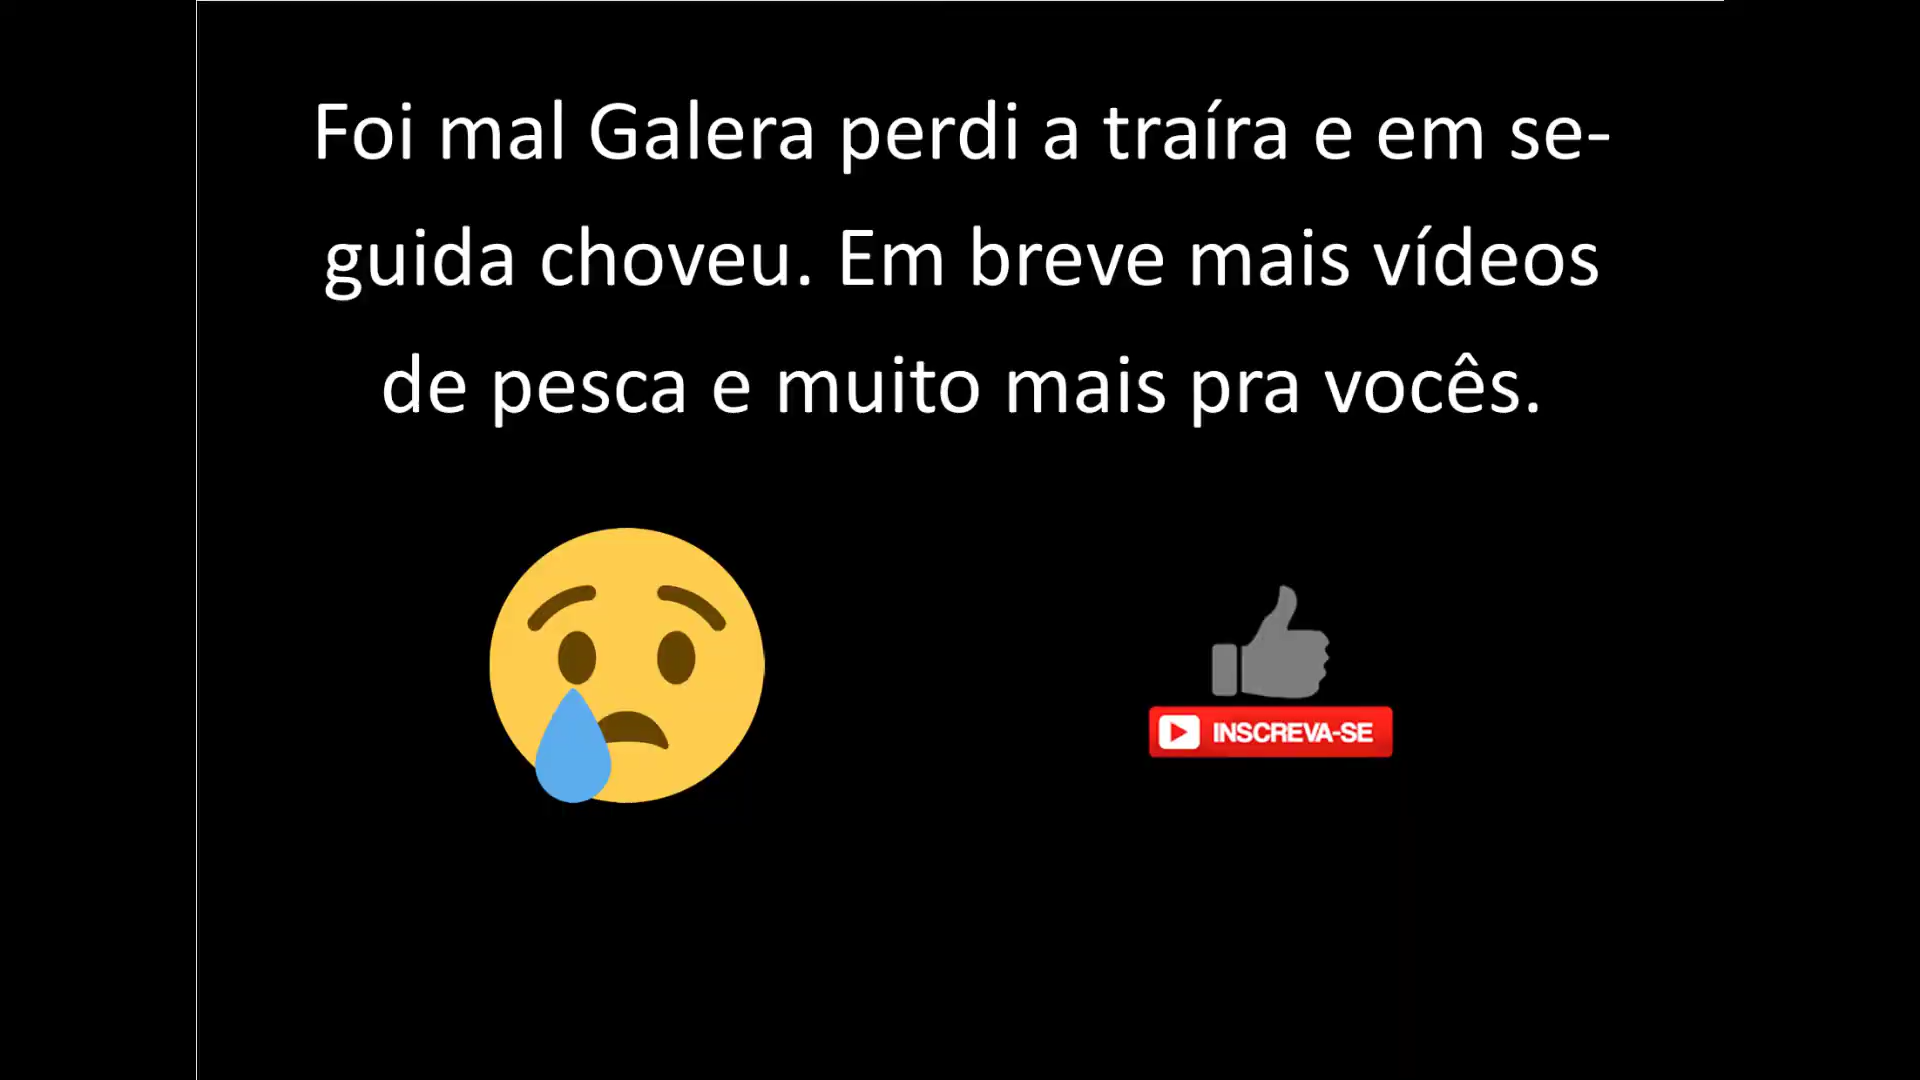 Foi mal Galera perdi a traíra e em se-
guida choveu. Em breve mais vídeos
de pesca e muito mais pra vocês.
INSCREVA-SE